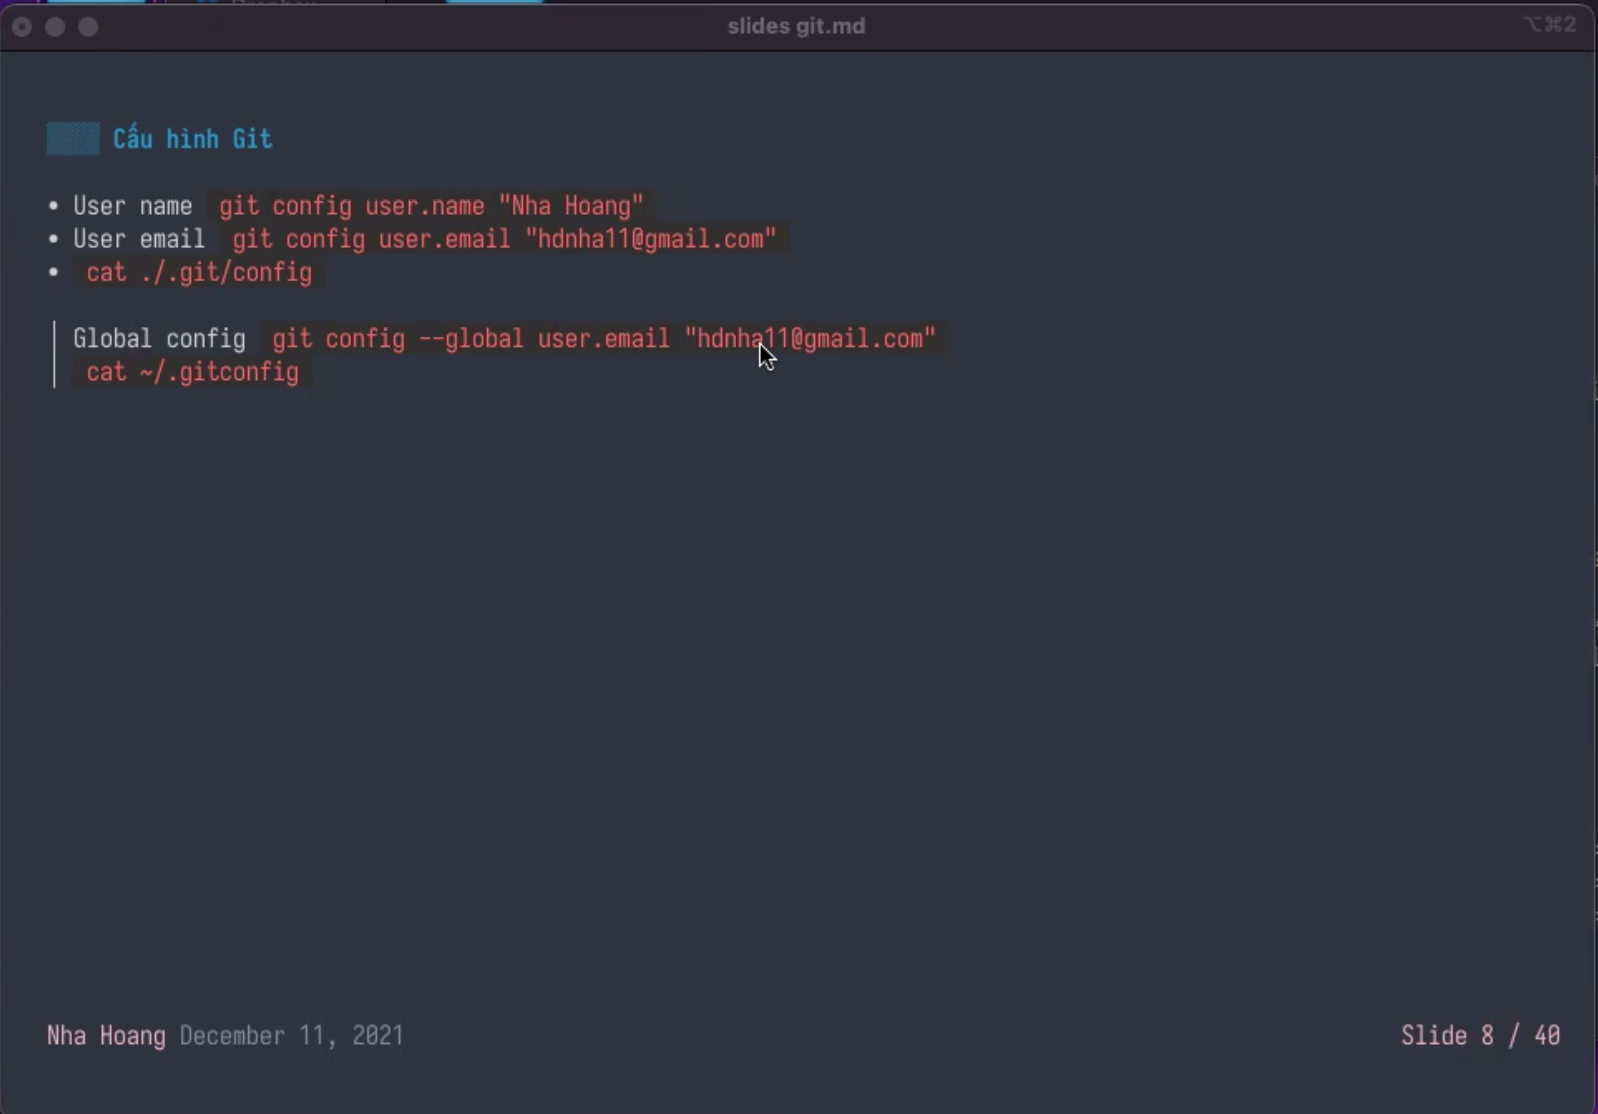 slides git.md
⌥⌘2
Cấu hình Git
• User name git config user.name "Nha Hoang"
• User email git config user.email "hdnha11@gmail.com"
• cat ./.git/config
Global config git config --global user.email "hdnha11@gmail.com"
cat ~/.gitconfig
Nha Hoang December 11, 2021
Slide 8 / 40